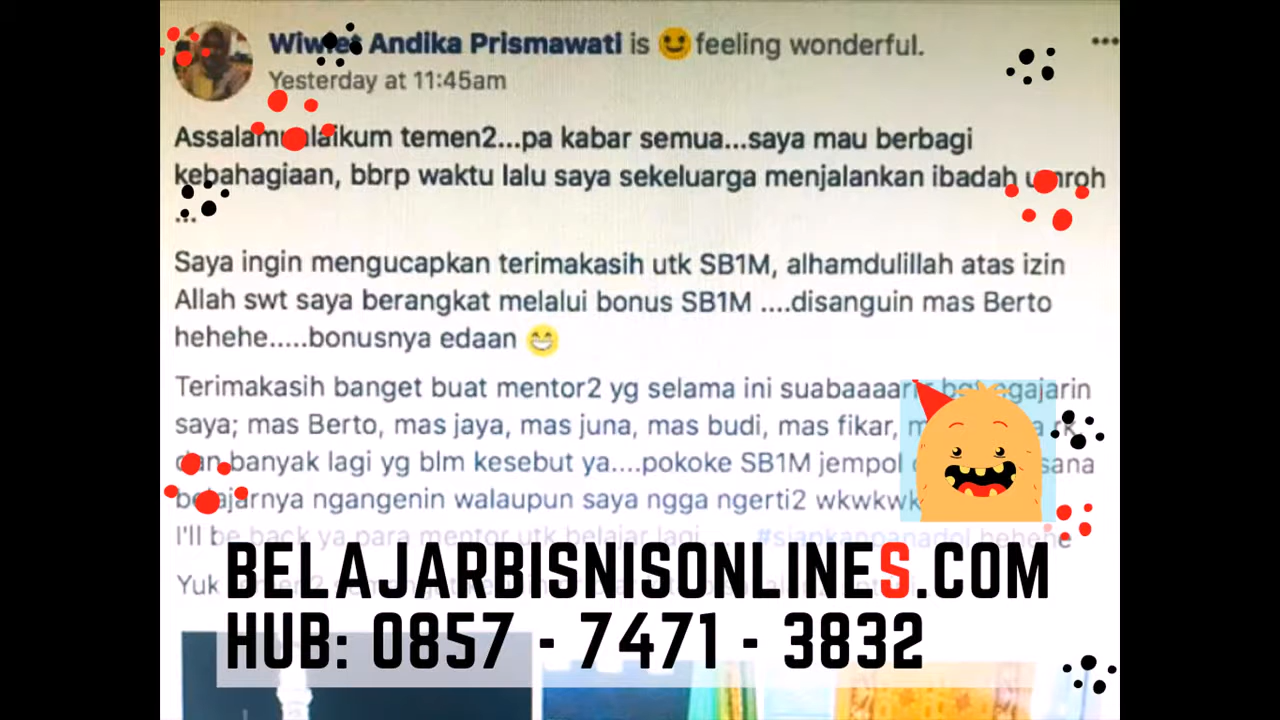 Wiwiet Andika Prismawati is feeling wonderful.
Yesterday at 11:45am
Assalamualaikum temen2...pa kabar semua...saya mau berbagi
kebahagiaan, bbrp waktu lalu saya sekeluarga menjalankan ibadah umroh
...
Saya ingin mengucapkan terimakasih utk SB1M, alhamdulillah atas izin
Allah swt saya berangkat melalui bonus SB1M ....disanguin mas Berto
hehehe.....bonusnya edaan
Terimakasih banget buat mentor2 yg selama ini ngajarin
saya; mas Berto, mas jaya, mas juna, mas budi, mas fikar,
dan banyak lagi yg blm kesebut ya....pokoke SB1M jempol
belajarnya ngangenin walaupun saya ngga ngerti2 wkwkwk
I'll be back ya para mentor utk belajar lagi #siapkanpanadol hehehe
Yuk
BELAJARBISNISONLINES.COM
HUB: 0857 - 7471 - 3832